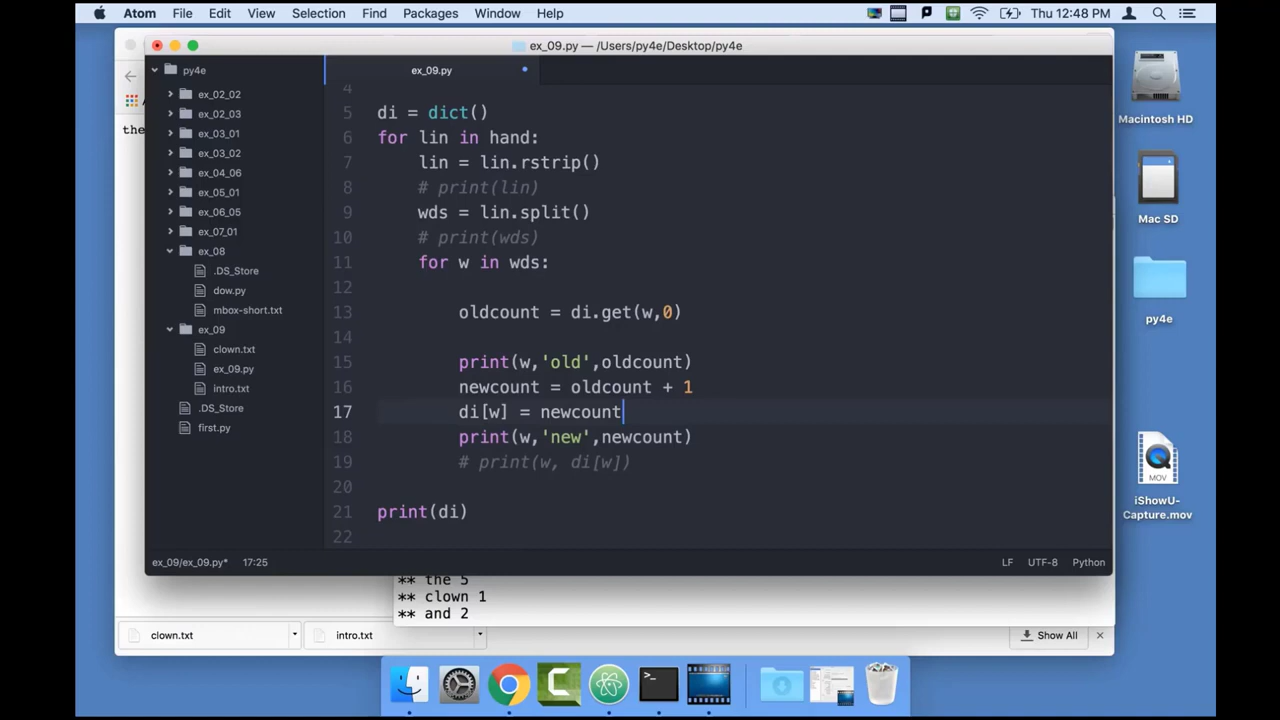 Atom File Edit View Selection Find Packages Window Help Thu 12:48 PM
ex_09.py — /Users/py4e/Desktop/py4e
py4e
ex_09.py
ex_02_02
ex_02_03
ex_03_01
ex_03_02
ex_04_06
ex_05_01
ex_06_05
ex_07_01
ex_08
.DS_Store
dow.py
mbox-short.txt
ex_09
clown.txt
ex_09.py
intro.txt
.DS_Store
first.py
the
4
5 di = dict()
6 for lin in hand:
7 lin = lin.rstrip()
8 # print(lin)
9 wds = lin.split()
10 # print(wds)
11 for w in wds:
12
13 oldcount = di.get(w,0)
14
15 print(w,'old',oldcount)
16 newcount = oldcount + 1
17 di[w] = newcount
18 print(w,'new',newcount)
19 # print(w, di[w])
20
21 print(di)
22
ex_09/ex_09.py* 17:25 LF UTF-8 Python
** the 5
** clown 1
** and 2
clown.txt intro.txt Show All
Macintosh HD
Mac SD
py4e
MOV
iShowU-
Capture.mov